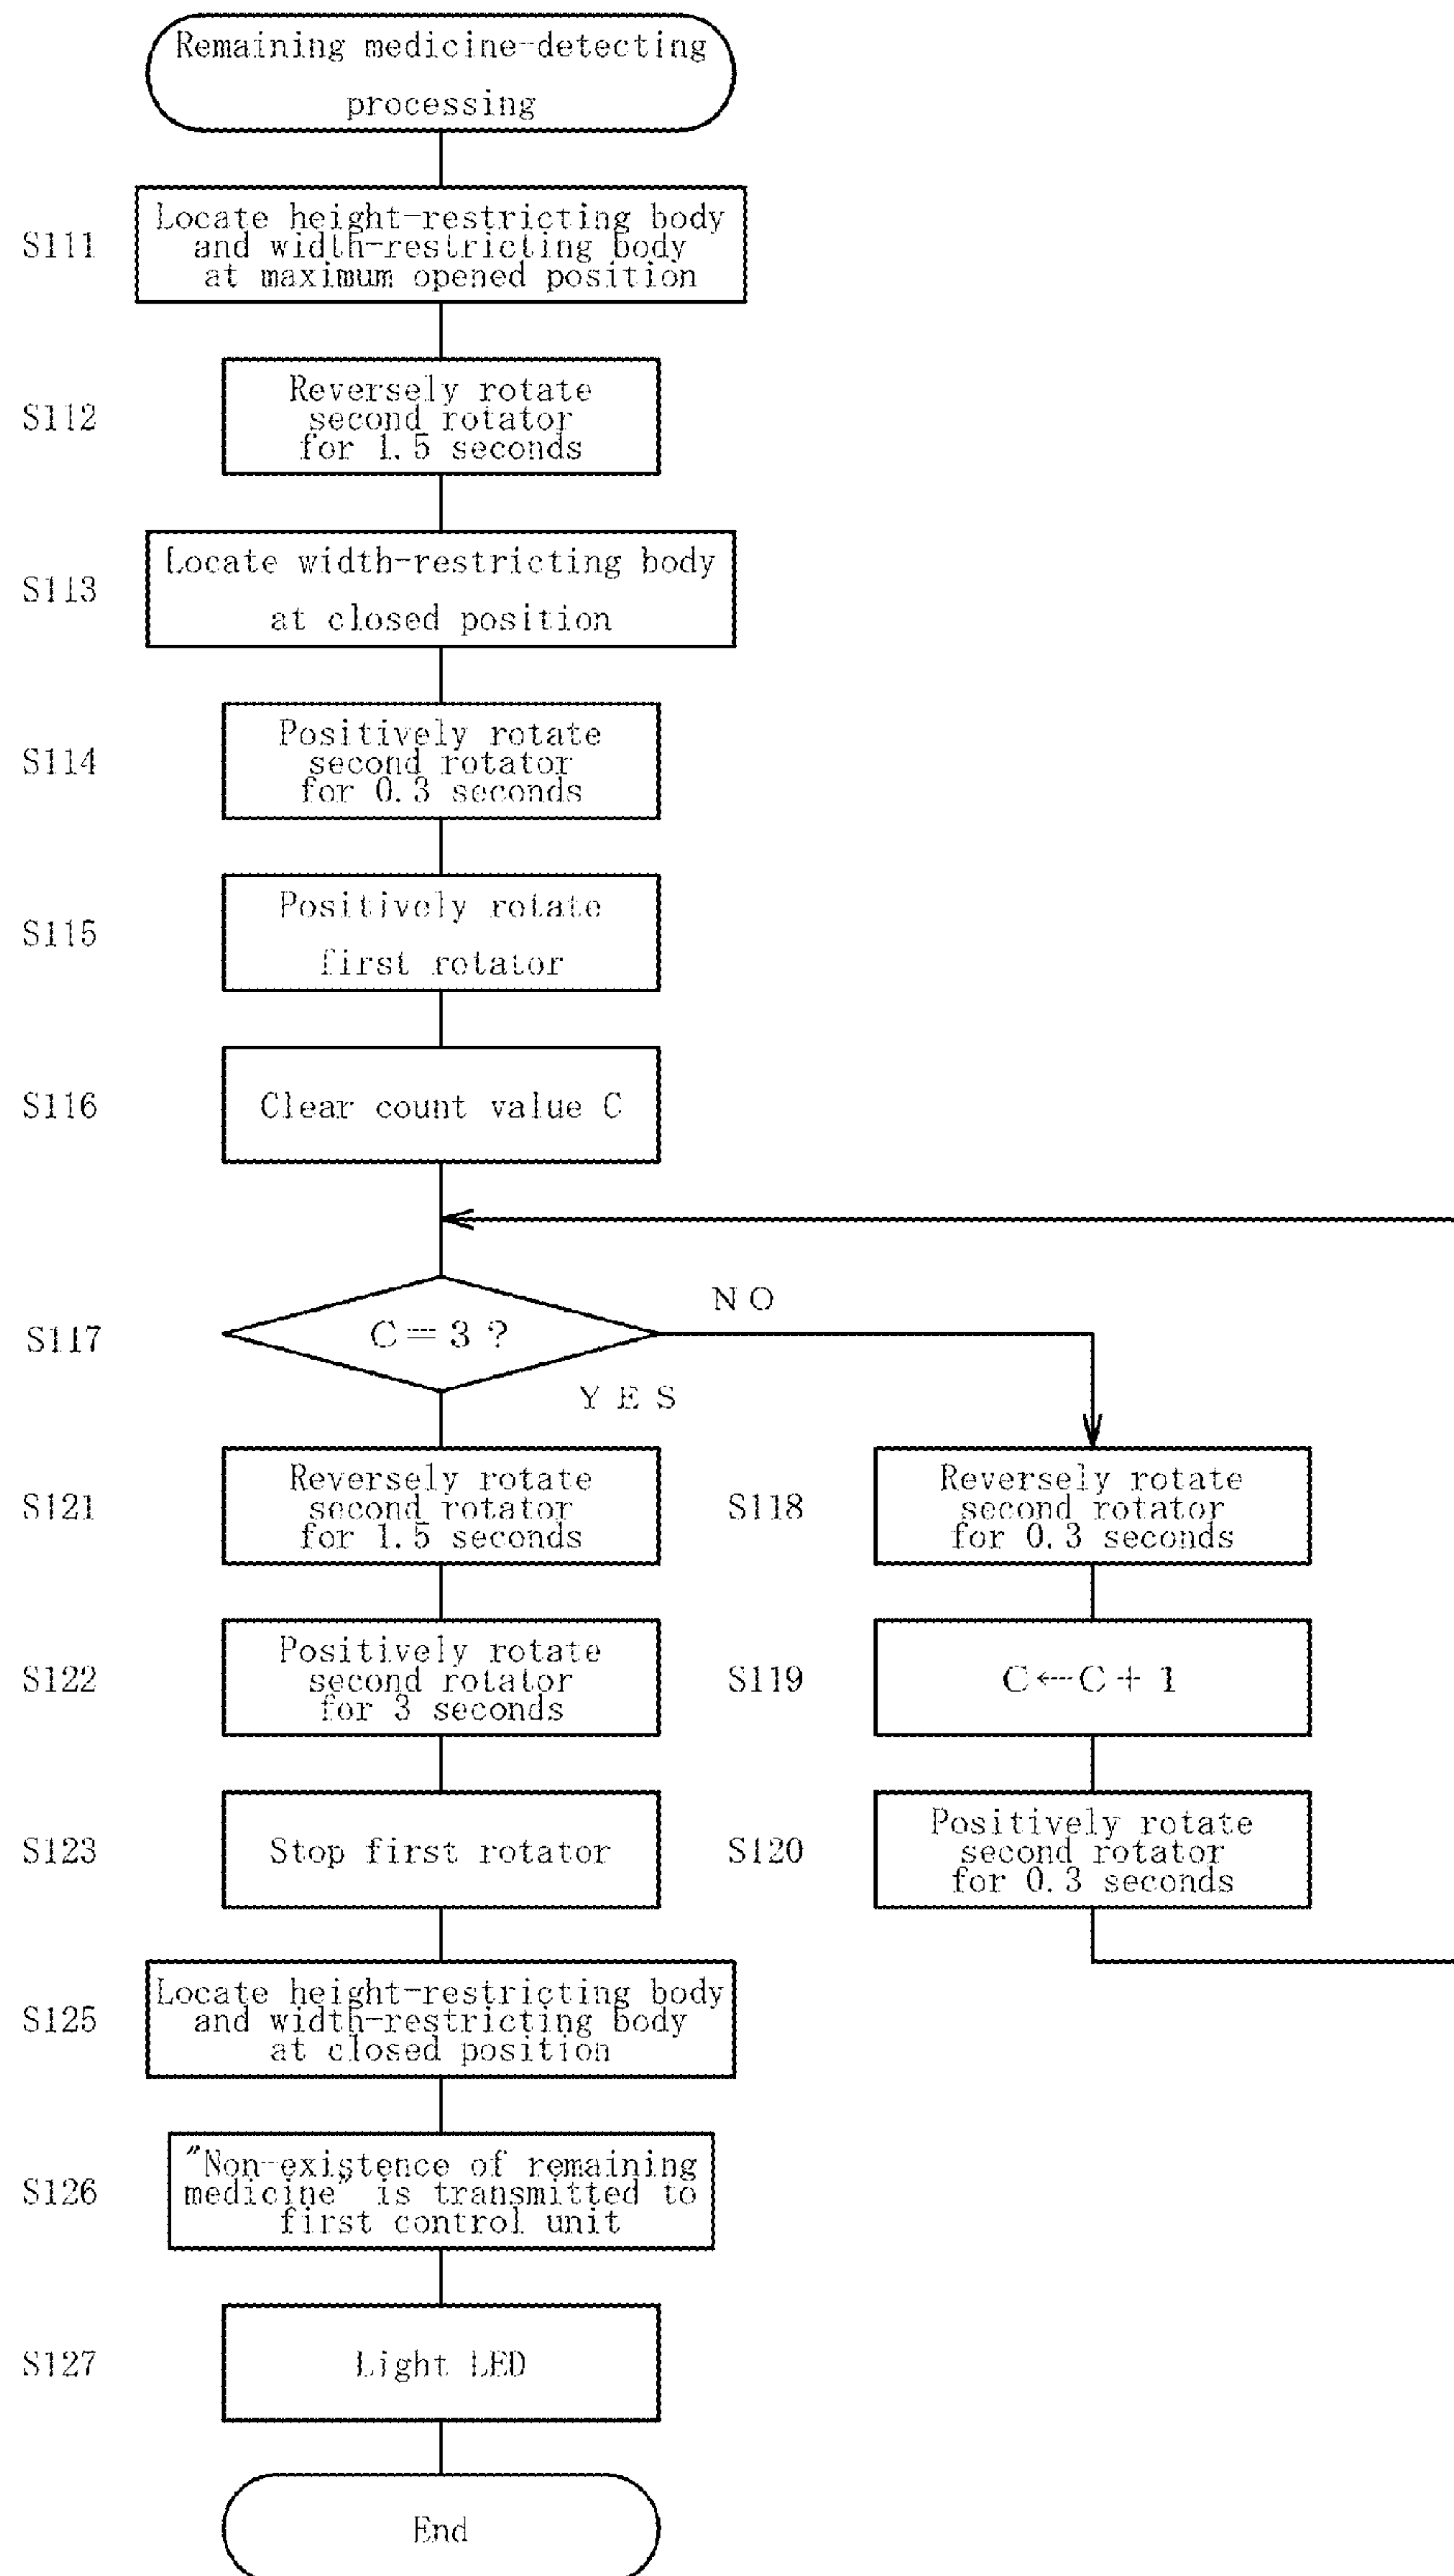 Remaining medicine-detecting
processing
S111
Locate height-restricting body
and width-restricting body
at maximum opened position
S112
Reversely rotate
second rotator
for 1.5 seconds
S113
Locate width-restricting body
at closed position
S114
Positively rotate
second rotator
for 0.3 seconds
S115
Positively rotate
first rotator
S116
Clear count value C
S117
C=3?
NO
YES
S121
Reversely rotate
second rotator
for 1.5 seconds
S118
Reversely rotate
second rotator
for 0.3 seconds
S122
Positively rotate
second rotator
for 3 seconds
S119
C←C+1
S123
Stop first rotator
S120
Positively rotate
second rotator
for 0.3 seconds
S125
Locate height-restricting body
and width-restricting body
at closed position
S126
"Non-existence of remaining
medicine" is transmitted to
first control unit
S127
Light LED
End